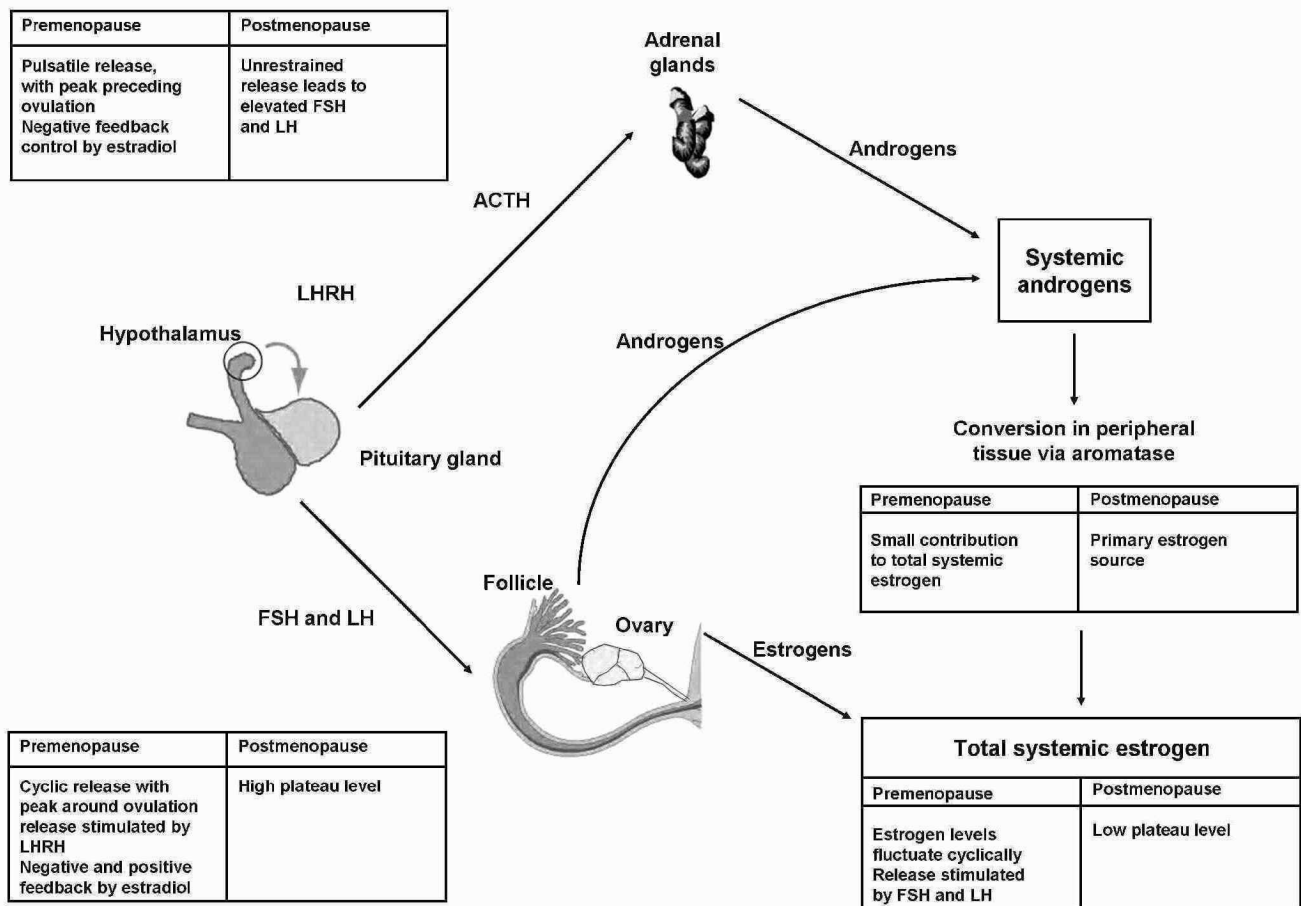 Premenopause
Postmenopause
Pulsatile release,
with peak preceding
ovulation
Negative feedback
control by estradiol
Unrestrained
release leads to
elevated FSH
and LH
Adrenal
glands
Androgens
ACTH
Systemic
androgens
LHRH
Hypothalamus
Androgens
Pituitary gland
Conversion in peripheral
tissue via aromatase
Premenopause
Postmenopause
Small contribution
to total systemic
estrogen
Primary estrogen
source
FSH and LH
Follicle
Ovary
Estrogens
Premenopause
Postmenopause
Cyclic release with
peak around ovulation
release stimulated by
LHRH
Negative and positive
feedback by estradiol
High plateau level
Total systemic estrogen
Premenopause
Postmenopause
Estrogen levels
fluctuate cyclically
Release stimulated
by FSH and LH
Low plateau level